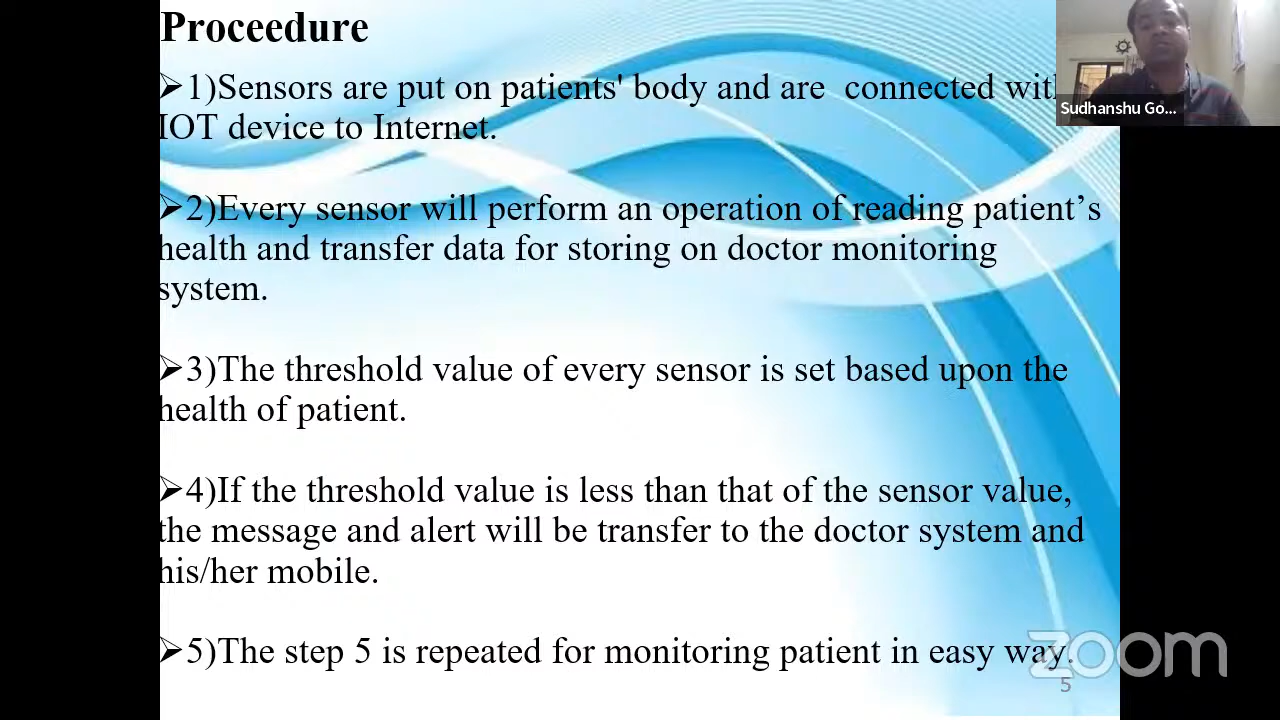 Proceedure
➢1)Sensors are put on patients' body and are connected with
IOT device to Internet.
➢2)Every sensor will perform an operation of reading patient’s
health and transfer data for storing on doctor monitoring
system.
➢3)The threshold value of every sensor is set based upon the
health of patient.
➢4)If the threshold value is less than that of the sensor value,
the message and alert will be transfer to the doctor system and
his/her mobile.
➢5)The step 5 is repeated for monitoring patient in easy way.
5
Sudhanshu Go...
zoom